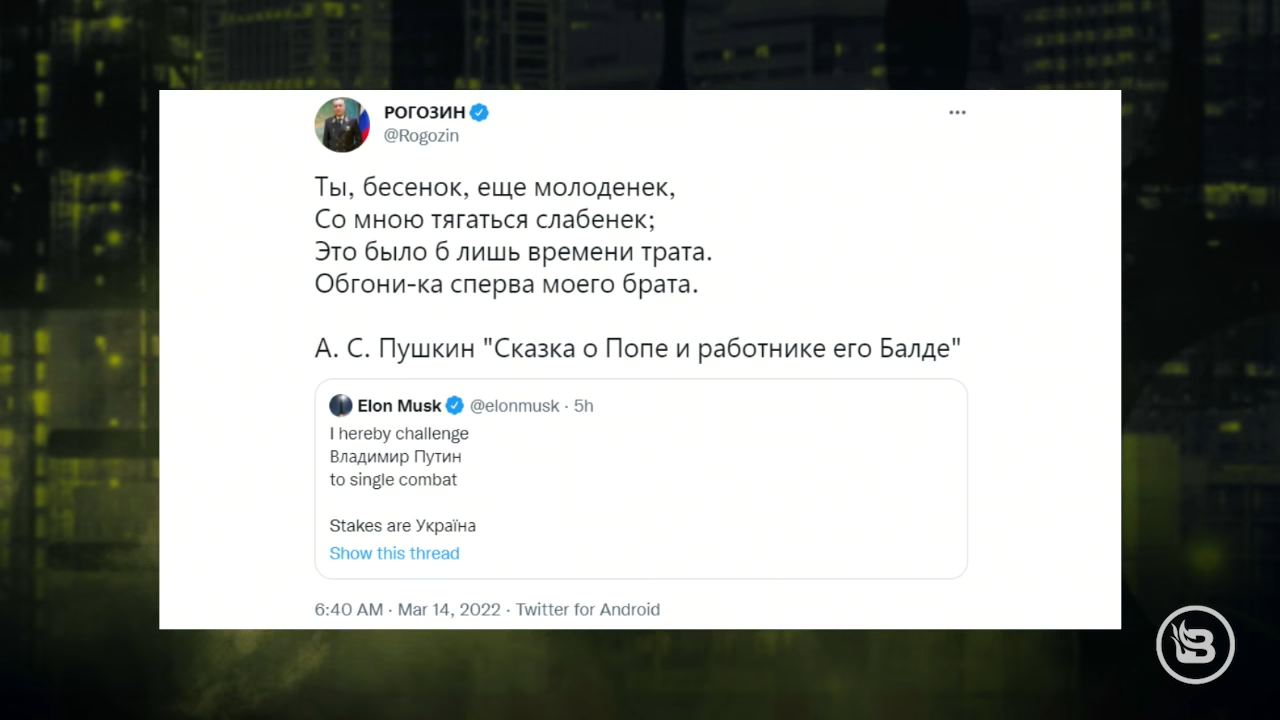 РОГОЗИН
@Rogozin
Ты, бесенок, еще молоденек,
Со мною тягаться слабенек;
Это было б лишь времени трата.
Обгони-ка сперва моего брата.
А. С. Пушкин "Сказка о Попе и работнике его Балде"
Elon Musk @elonmusk · 5h
I hereby challenge
Владимир Путин
to single combat
Stakes are Україна
Show this thread
6:40 AM · Mar 14, 2022 · Twitter for Android
B